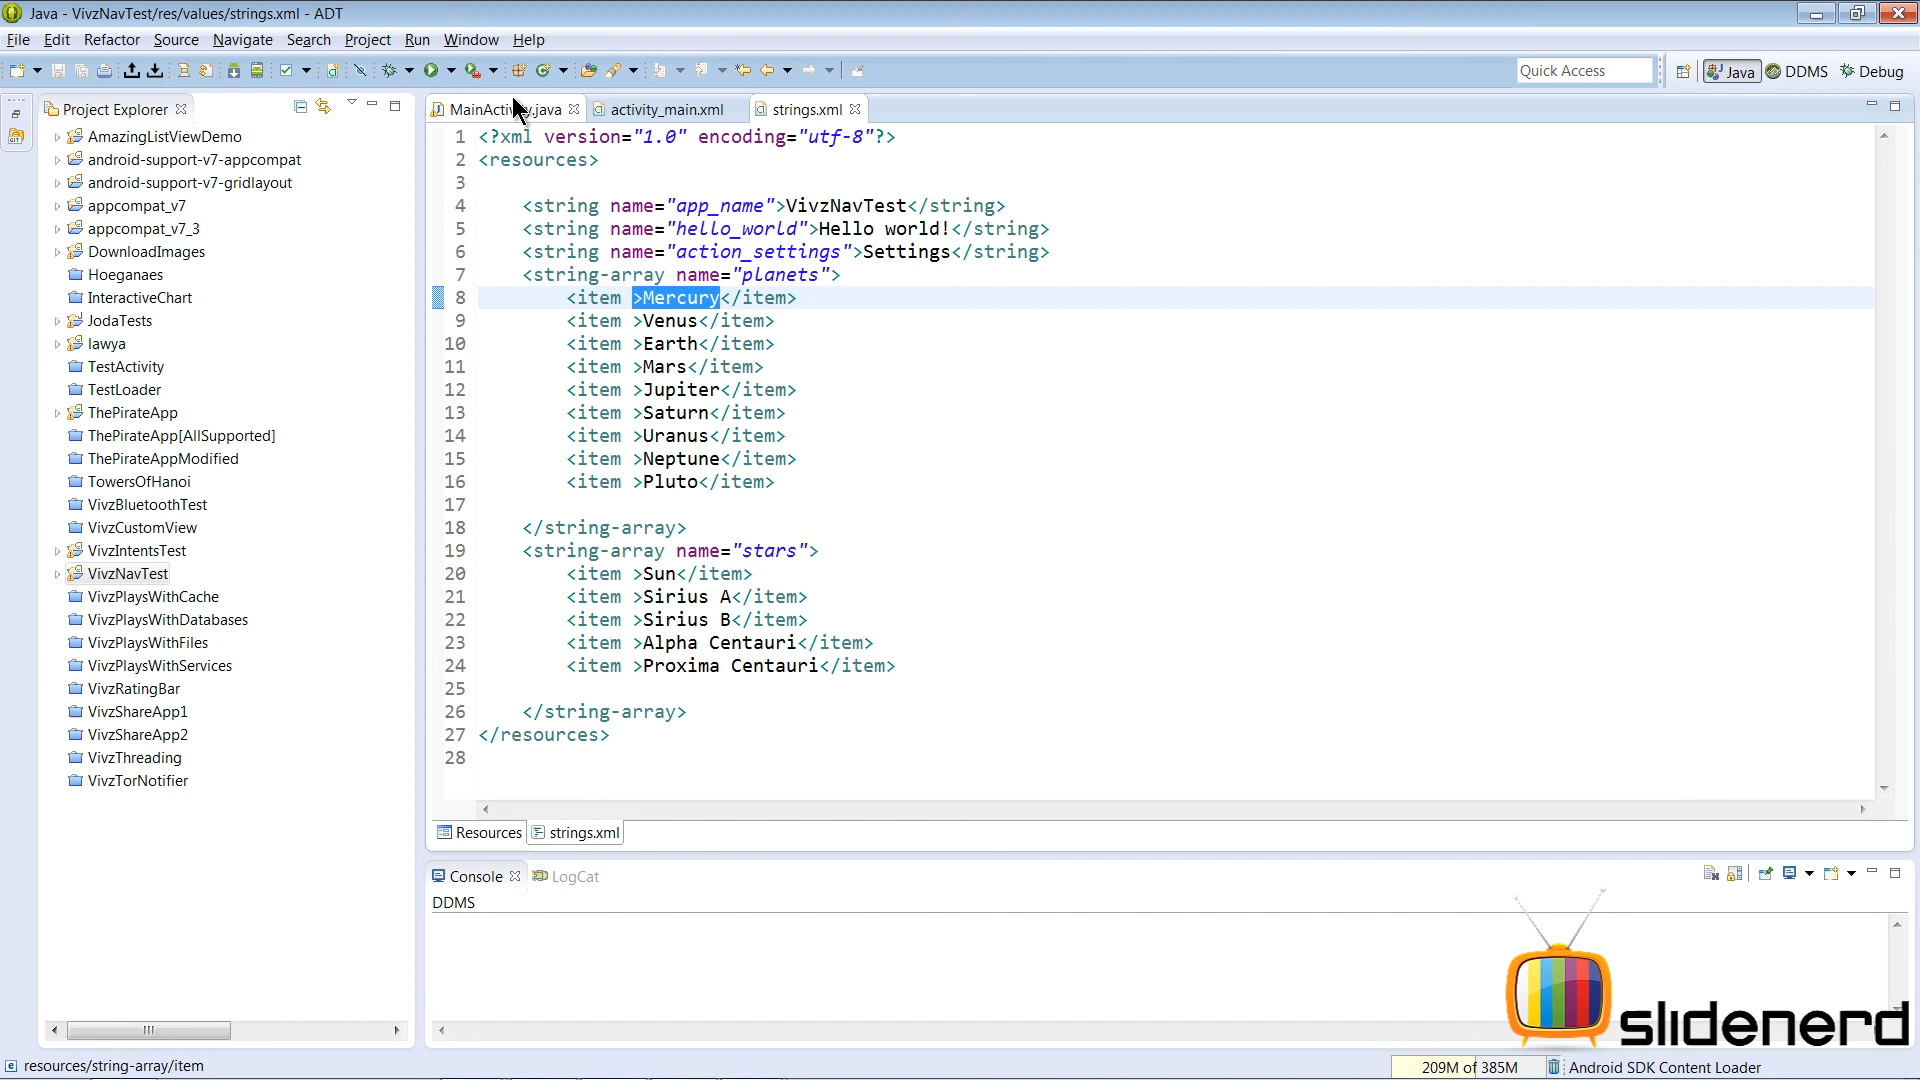 Java - VivzNavTest/res/values/strings.xml - ADT
File Edit Refactor Source Navigate Search Project Run Window Help
Quick Access
Java
DDMS
Debug
Project Explorer
AmazingListViewDemo
android-support-v7-appcompat
android-support-v7-gridlayout
appcompat_v7
appcompat_v7_3
DownloadImages
Hoeganaes
InteractiveChart
JodaTests
lawya
TestActivity
TestLoader
ThePirateApp
ThePirateApp[AllSupported]
ThePirateAppModified
TowersOfHanoi
VivzBluetoothTest
VivzCustomView
VivzIntentsTest
VivzNavTest
VivzPlaysWithCache
VivzPlaysWithDatabases
VivzPlaysWithFiles
VivzPlaysWithServices
VivzRatingBar
VivzShareApp1
VivzShareApp2
VivzThreading
VivzTorNotifier
MainActivity.java
activity_main.xml
strings.xml
1 <?xml version="1.0" encoding="utf-8"?>
2 <resources>
3
4 <string name="app_name">VivzNavTest</string>
5 <string name="hello_world">Hello world!</string>
6 <string name="action_settings">Settings</string>
7 <string-array name="planets">
8 <item >Mercury</item>
9 <item >Venus</item>
10 <item >Earth</item>
11 <item >Mars</item>
12 <item >Jupiter</item>
13 <item >Saturn</item>
14 <item >Uranus</item>
15 <item >Neptune</item>
16 <item >Pluto</item>
17
18 </string-array>
19 <string-array name="stars">
20 <item >Sun</item>
21 <item >Sirius A</item>
22 <item >Sirius B</item>
23 <item >Alpha Centauri</item>
24 <item >Proxima Centauri</item>
25
26 </string-array>
27 </resources>
28
Resources
strings.xml
Console
LogCat
DDMS
slidenerd
resources/string-array/item
209M of 385M
Android SDK Content Loader